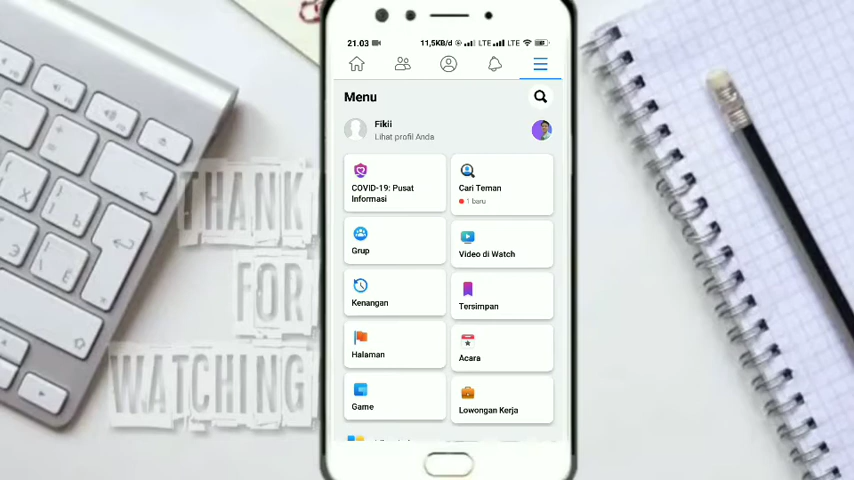 21.03
11,5KB/d
LTE
LTE
Menu
Fikii
Lihat profil Anda
COVID-19: Pusat
Informasi
Cari Teman
1 baru
Grup
Video di Watch
Kenangan
Tersimpan
Halaman
Acara
Game
Lowongan Kerja
THANK
FOR
WATCHING